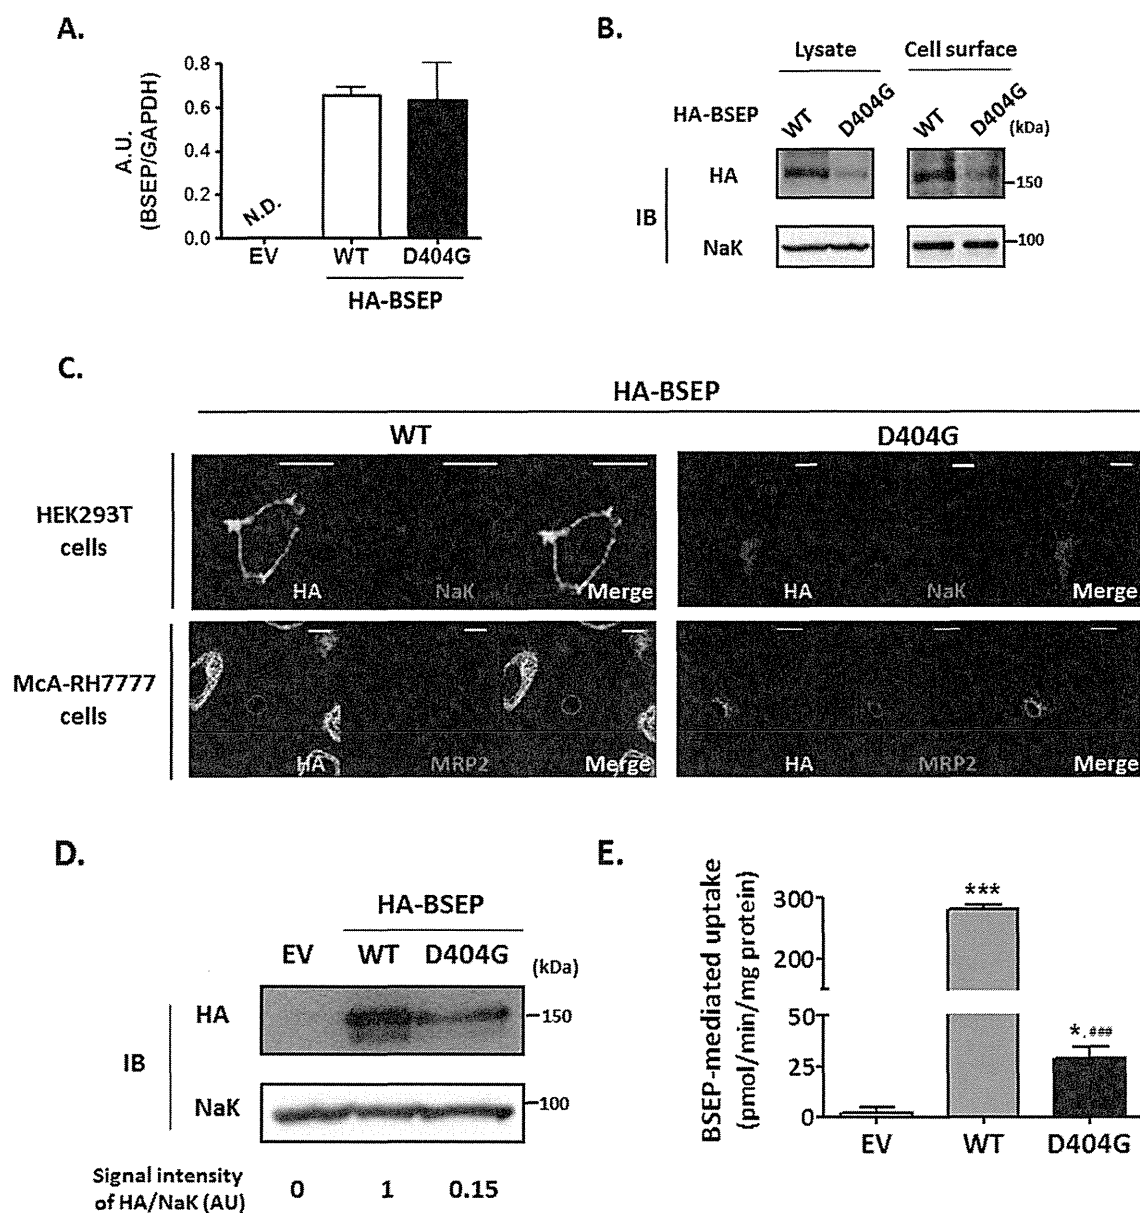 A.
A.U.
(BSEP/GAPDH)
0.8
0.6
0.4
0.2
0.0
N.D.
EV
WT
D404G
HA-BSEP
B.
Lysate
Cell surface
HA-BSEP
WT
D404G
WT
D404G
(kDa)
IB
HA
150
NaK
100
C.
HA-BSEP
WT
D404G
HEK293T
cells
HA
NaK
Merge
HA
NaK
Merge
McA-RH7777
cells
HA
MRP2
Merge
HA
MRP2
Merge
D.
HA-BSEP
EV
WT
D404G
(kDa)
IB
HA
150
NaK
100
Signal intensity
of HA/NaK (AU)
0
1
0.15
E.
BSEP-mediated uptake
(pmol/min/mg protein)
300
200
50
25
0
***
*,###
EV
WT
D404G